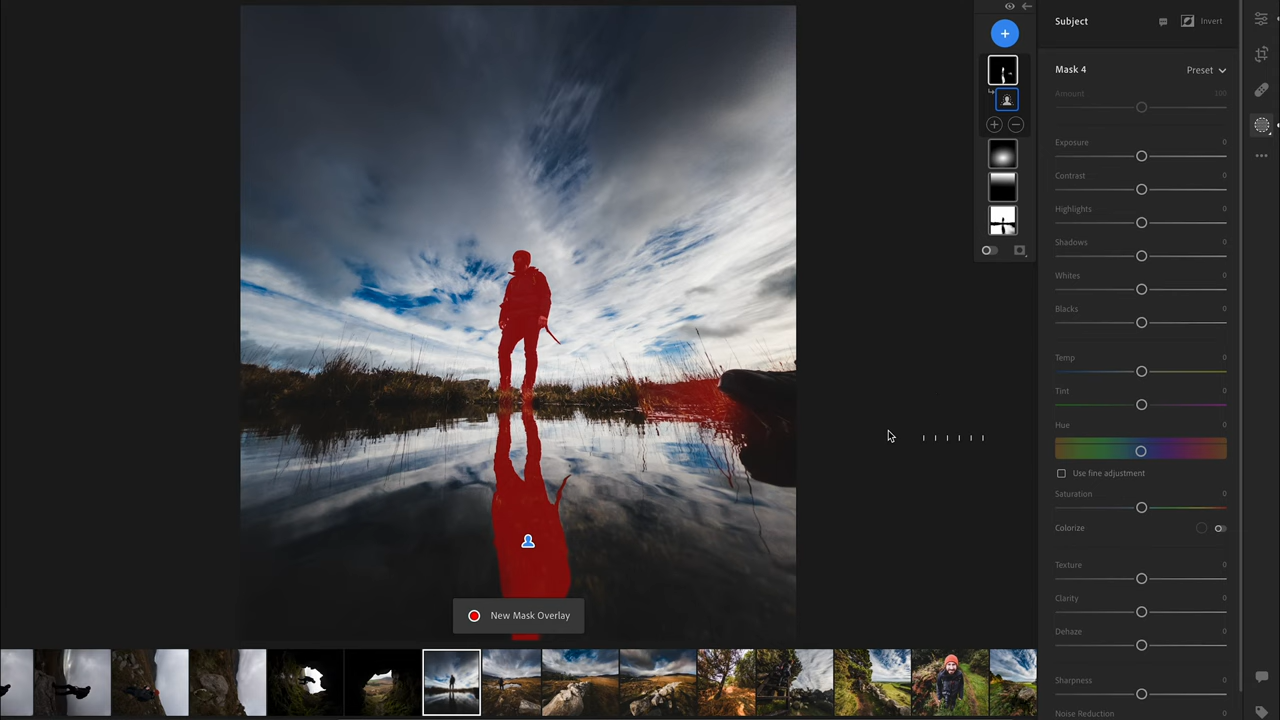 Subject
Invert
Mask 4
Preset
Amount 100
Exposure 0
Contrast 0
Highlights 0
Shadows 0
Whites 0
Blacks 0
Temp 0
Tint 0
Hue 0
Use fine adjustment
Saturation 0
Colorize
Texture 0
Clarity 0
Dehaze 0
Sharpness 0
Noise Reduction 0
New Mask Overlay